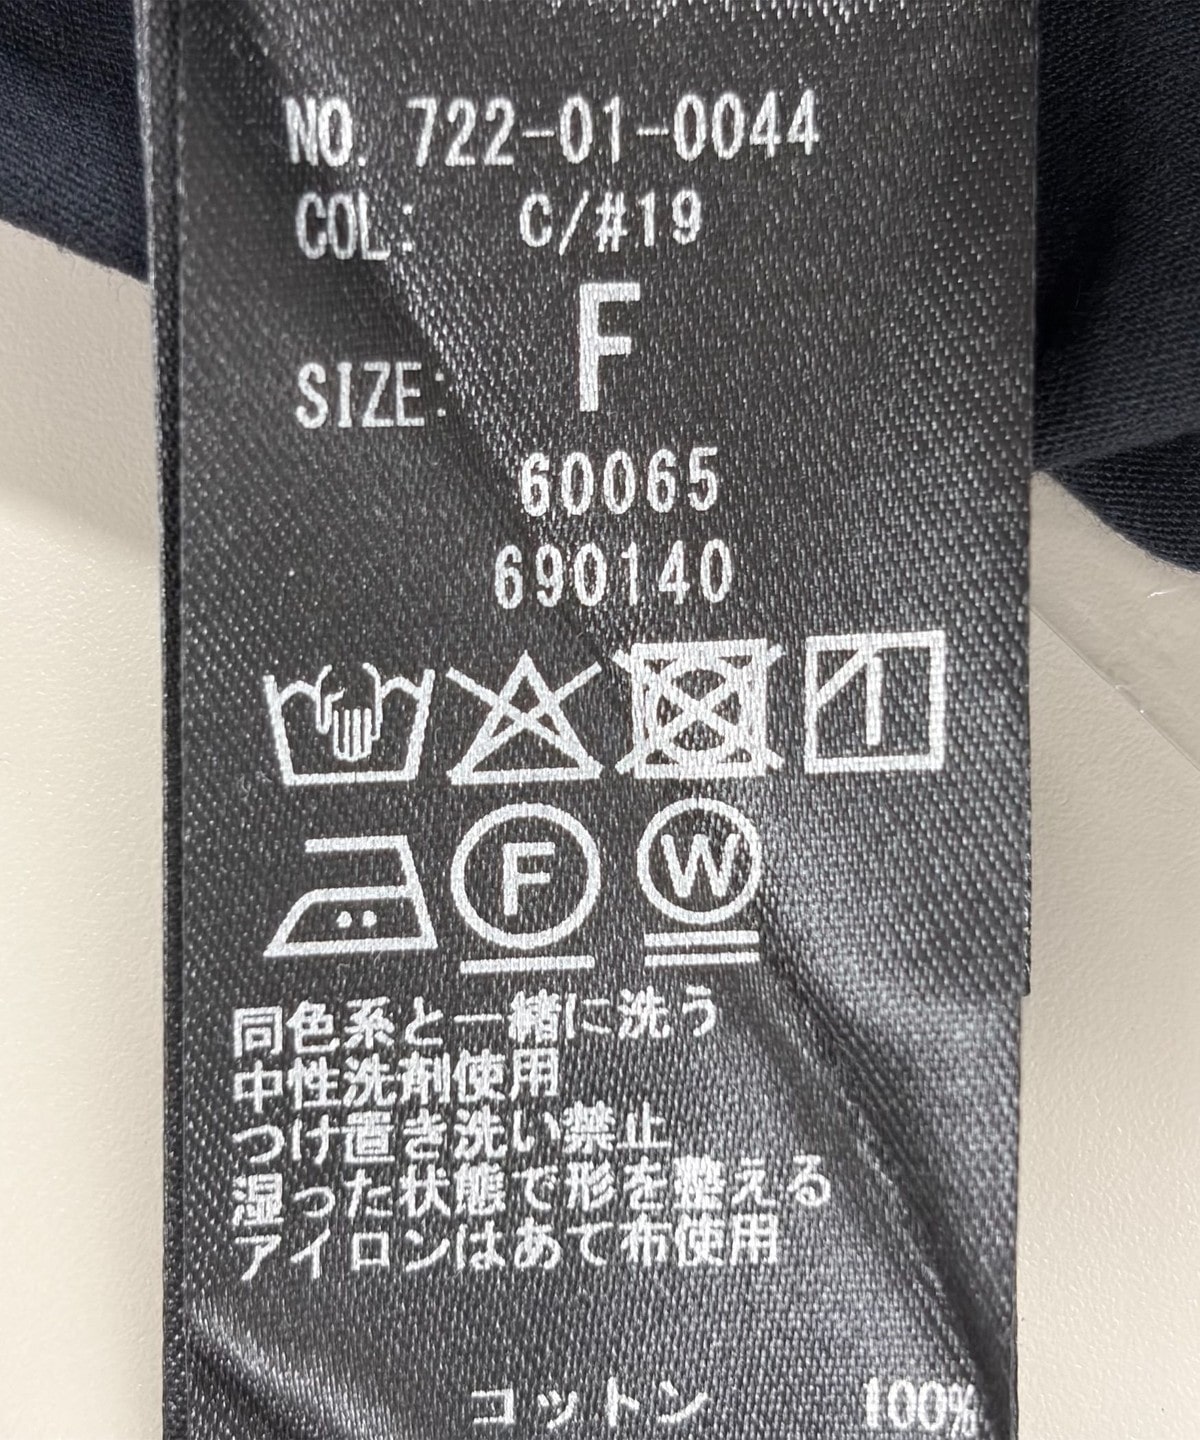 NO. 722-01-0044
COL: C/#19
SIZE: F
60065
690140
F W
同色系と一緒に洗う
中性洗剤使用
つけ置き洗い禁止
湿った状態で形を整える
アイロンはあて布使用
コットン 100%